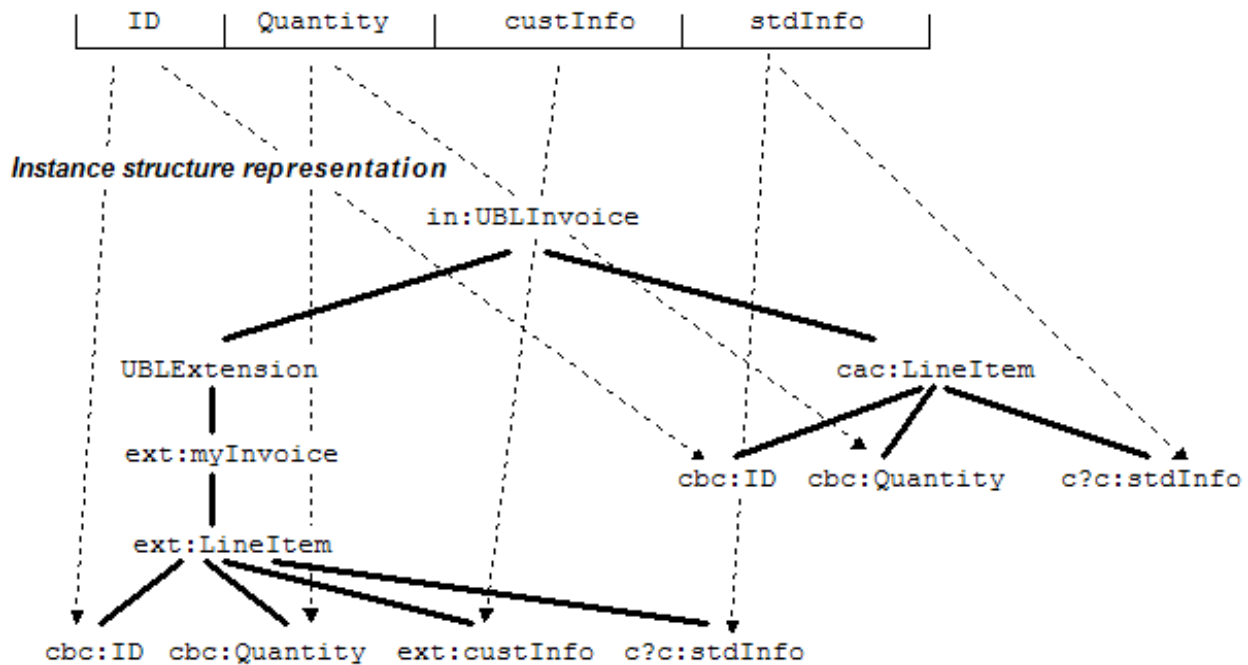 ID Quantity custInfo stdInfo
Instance structure representation
in:UBLInvoice
UBLExtension cac:LineItem
ext:myInvoice
cbc:ID cbc:Quantity c?c:stdInfo
ext:LineItem
cbc:ID cbc:Quantity ext:custInfo c?c:stdInfo